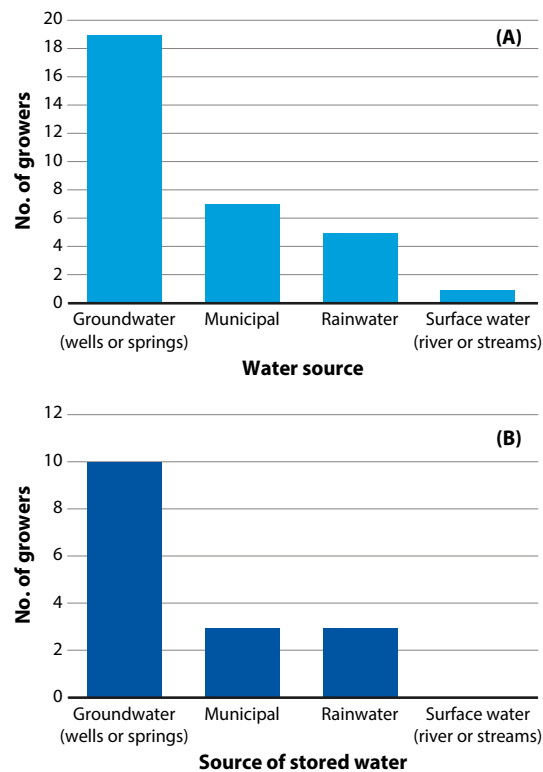 20
(A)
18
16
14
12
10
8
6
4
2
0
No. of growers
Groundwater Municipal Rainwater Surface water
(wells or springs) (river or streams)
Water source
12
(B)
10
8
6
4
2
0
No. of growers
Groundwater Municipal Rainwater Surface water
(wells or springs) (river or streams)
Source of stored water